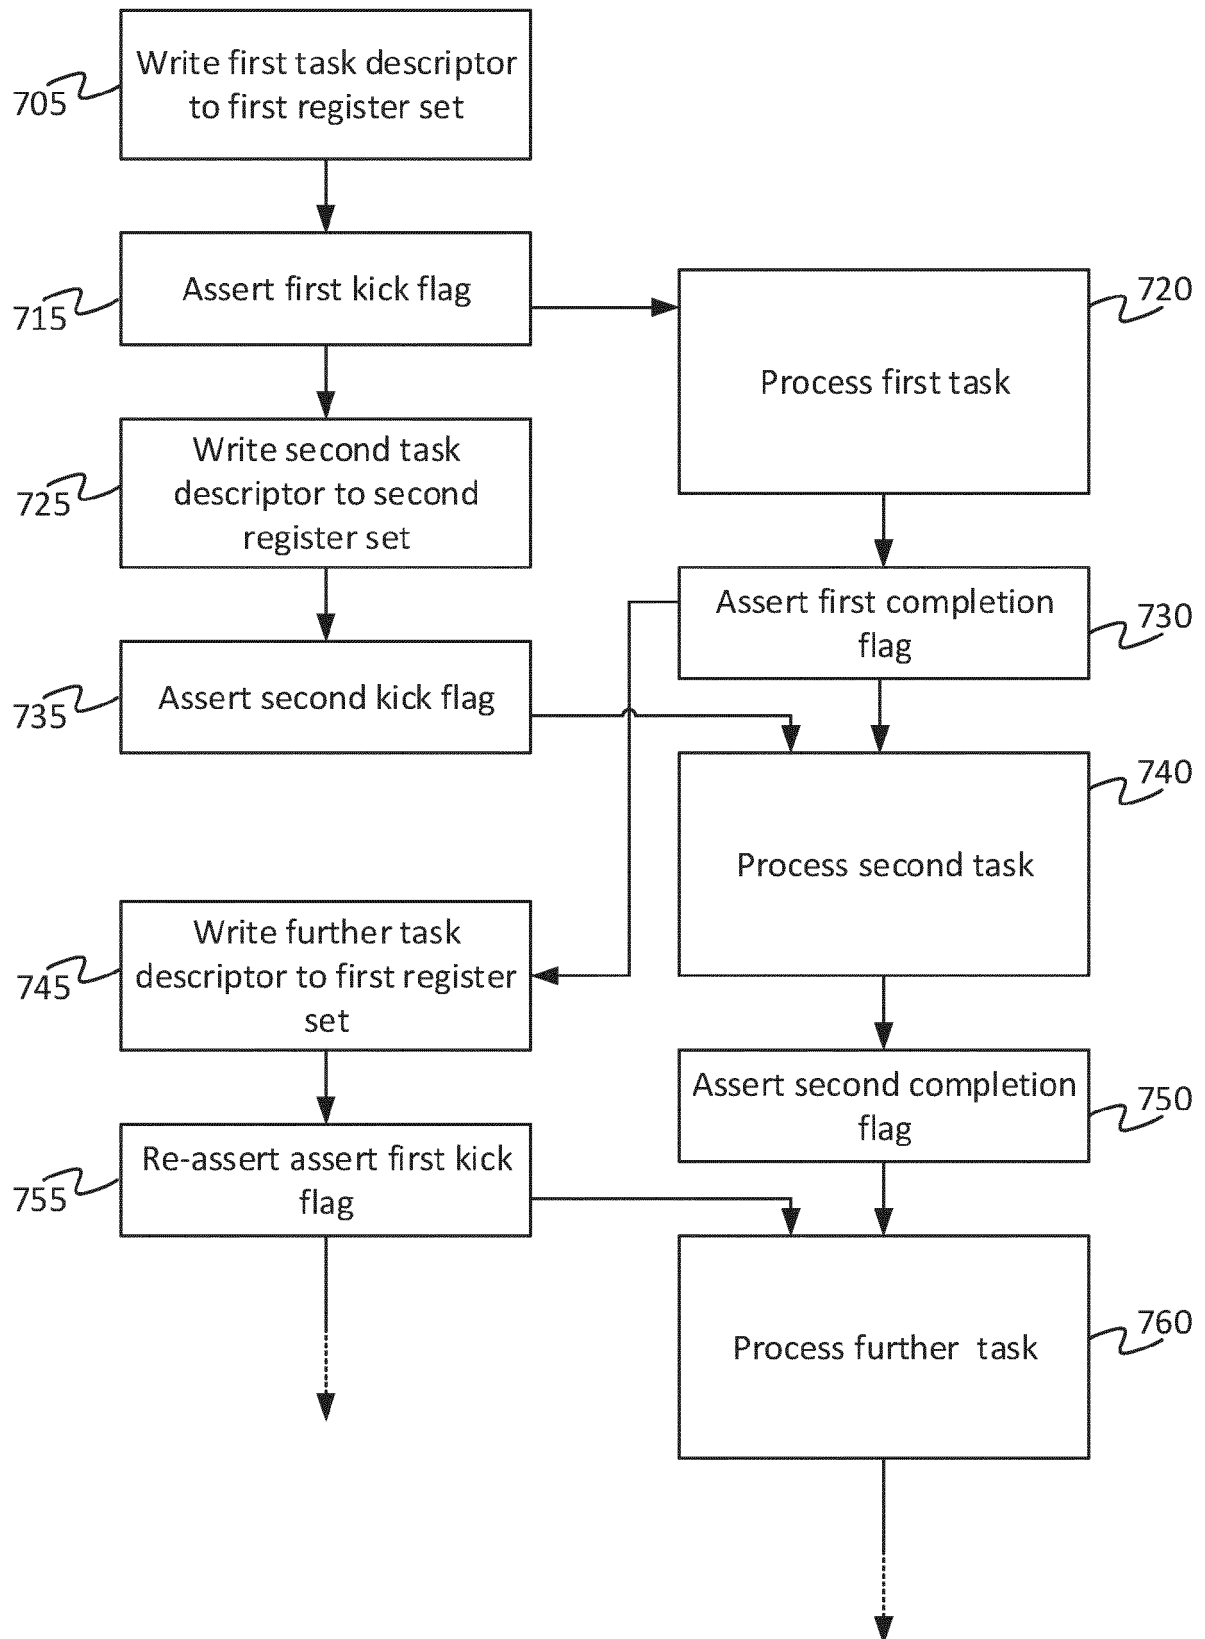 Write first task descriptor
to first register set
705
Assert first kick flag
715
720
Process first task
Write second task
descriptor to second
register set
725
Assert first completion
flag
730
Assert second kick flag
735
740
Process second task
Write further task
descriptor to first register
set
745
Assert second completion
flag
750
Re-assert assert first kick
flag
755
760
Process further task